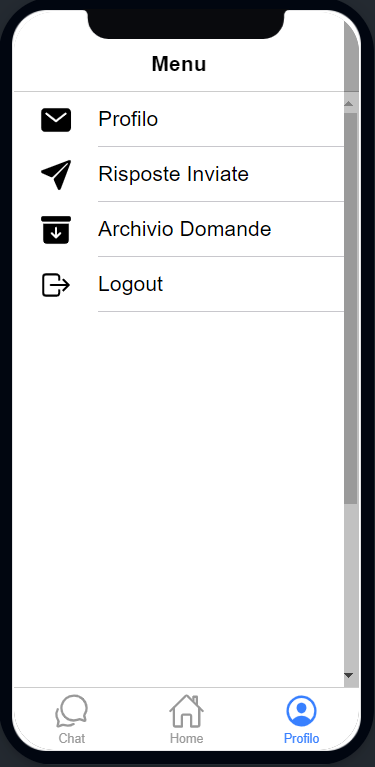 Menu
Profilo
Risposte Inviate
Archivio Domande
Logout
Chat
Home
Profilo